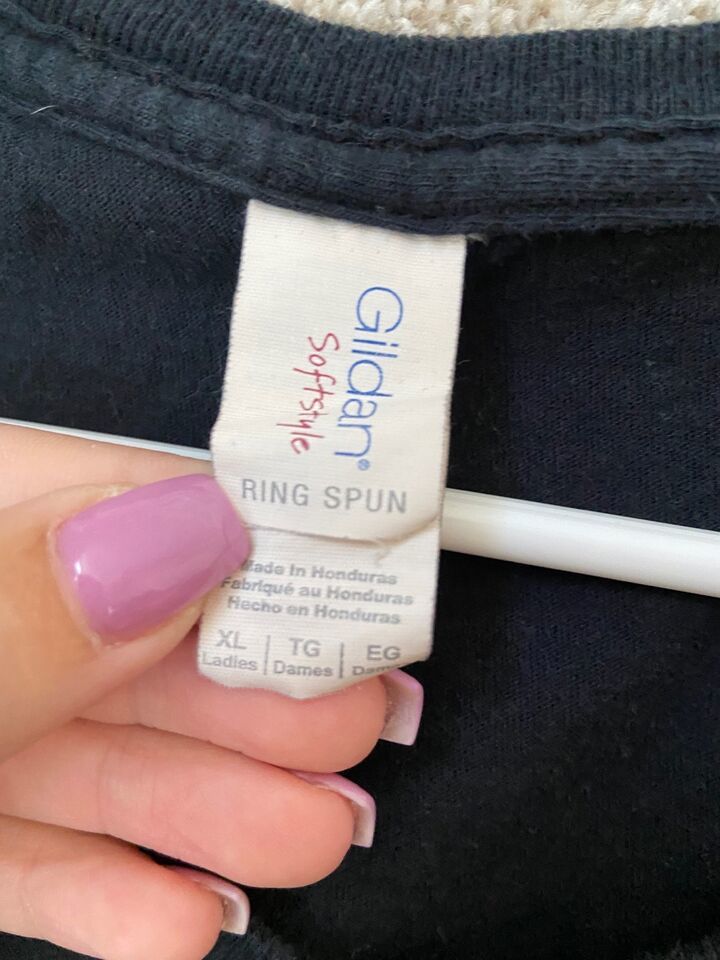 Gildan®
Softstyle
RING SPUN
Made in Honduras
Fabriqué au Honduras
Hecho en Honduras
XL | TG | EG
Ladies | Dames |